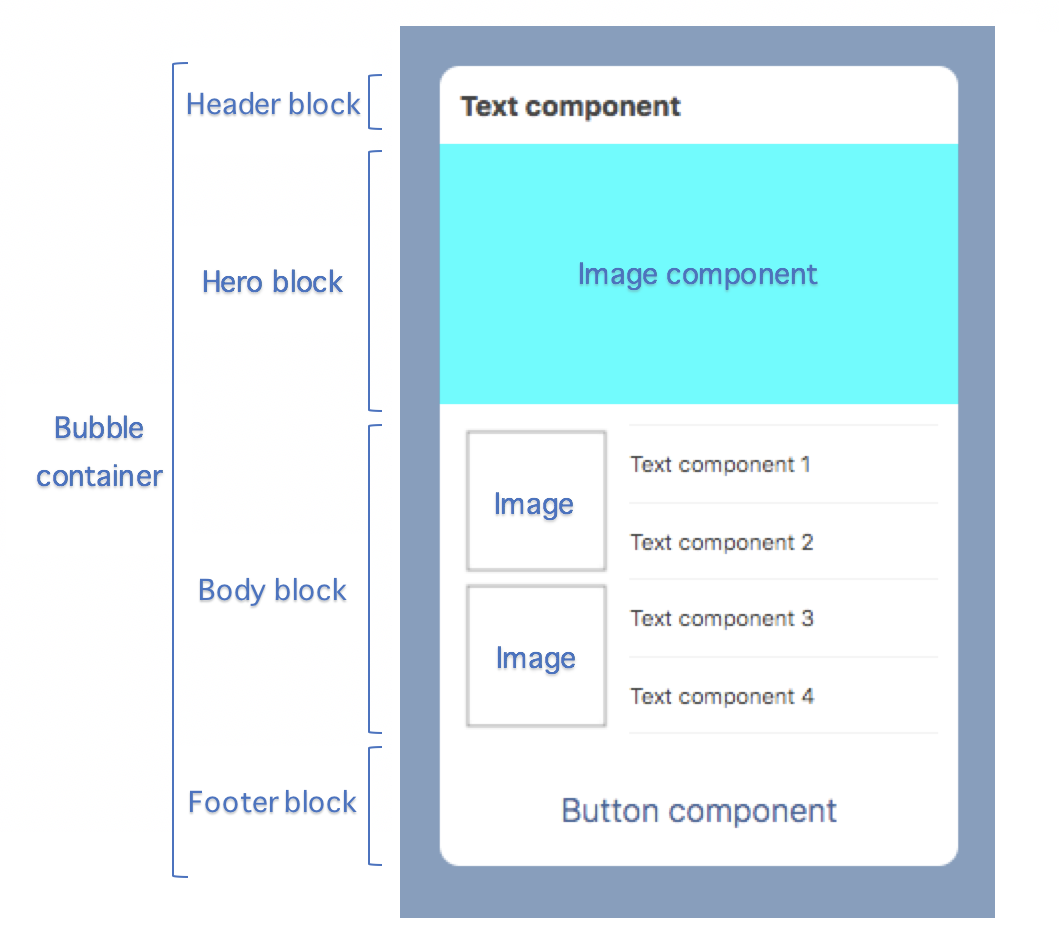 Header block
Text component
Hero block
Image component
Bubble
container
Body block
Image
Text component 1
Text component 2
Image
Text component 3
Text component 4
Footer block
Button component